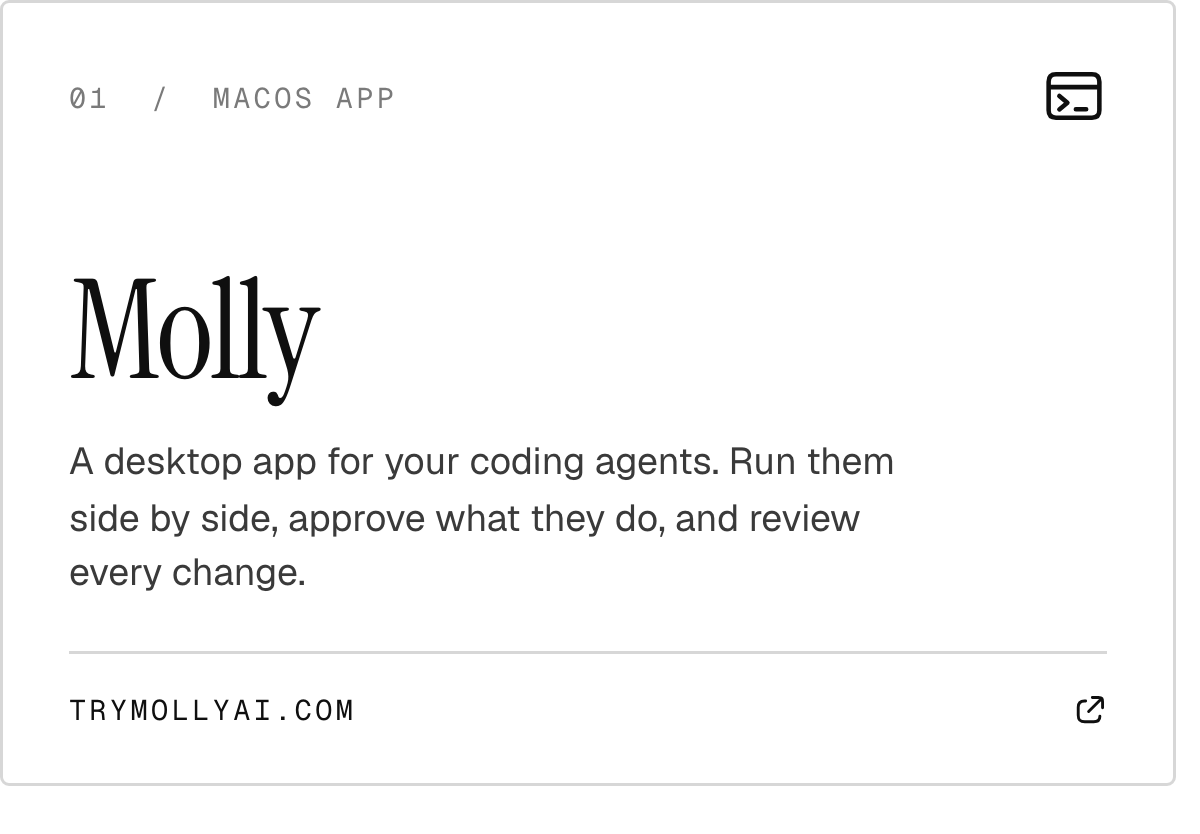 01 / MACOS APP
Molly
A desktop app for your coding agents. Run them
side by side, approve what they do, and review
every change.
TRYMOLLYAI.COM